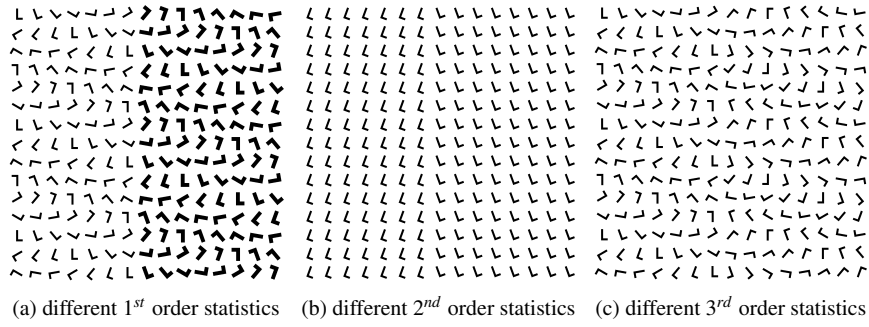 (a) different 1st order statistics
(b) different 2nd order statistics
(c) different 3rd order statistics